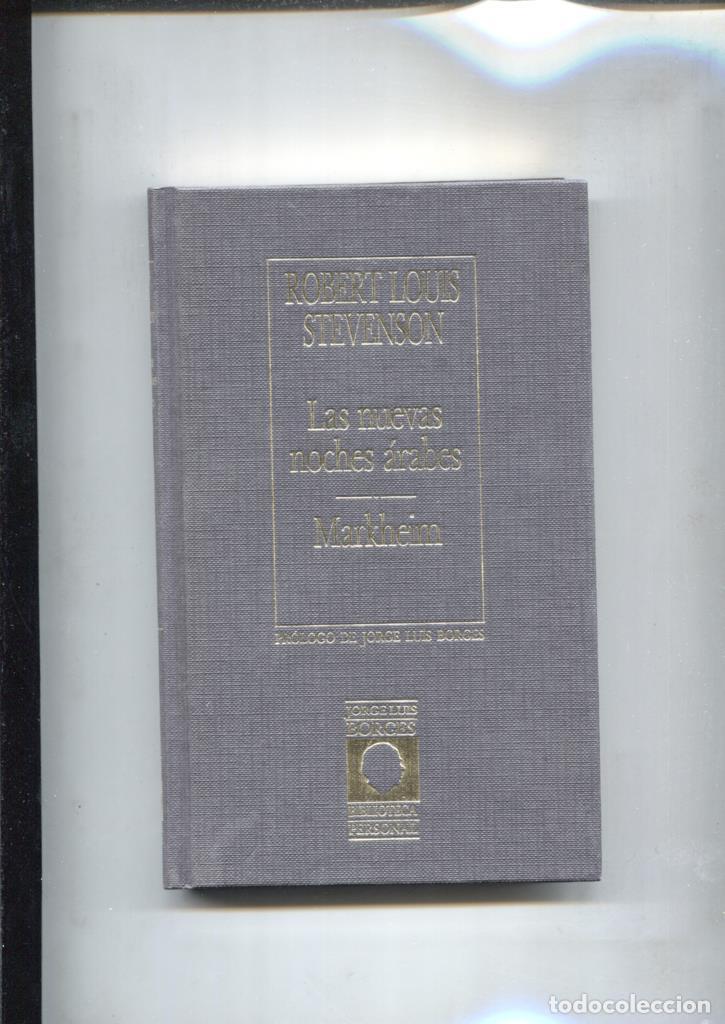 ROBERT LOUIS
STEVENSON
Las nuevas
noches árabes
Markheim
PRÓLOGO DE JORGE LUIS BORGES
JORGE LUIS
BORGES
BIBLIOTECA
PERSONAL
todocoleccion